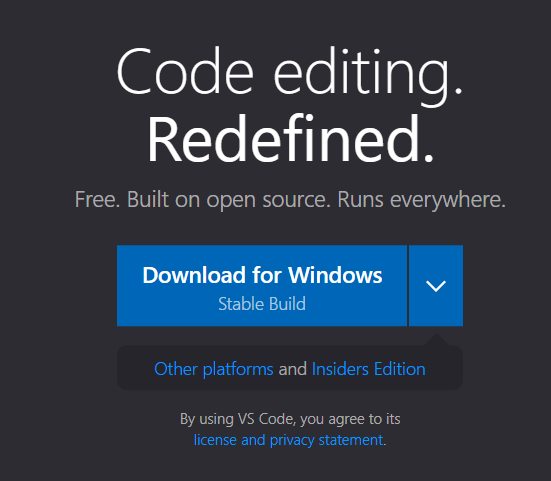 Code editing.
Redefined.
Free. Built on open source. Runs everywhere.
Download for Windows
Stable Build
Other platforms and Insiders Edition
By using VS Code, you agree to its
license and privacy statement.